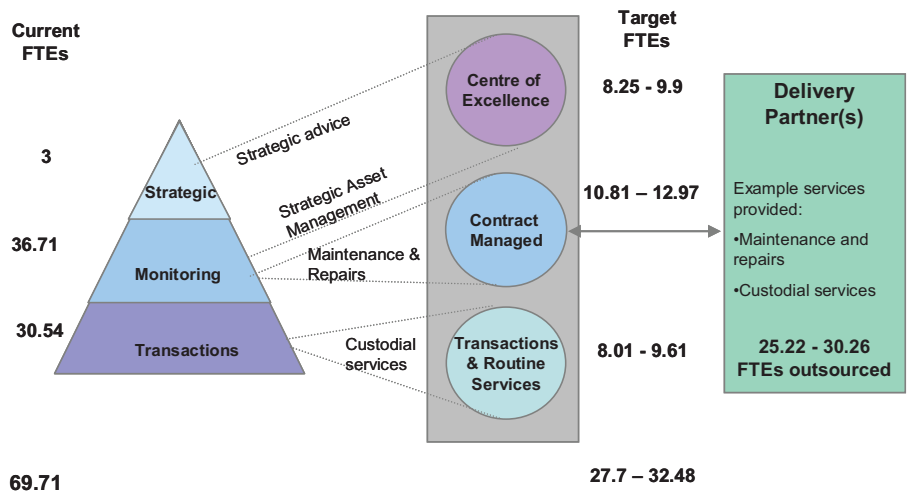 Current
FTEs
3
36.71
30.54
69.71
Strategic
Monitoring
Transactions
Strategic advice
Strategic Asset
Management
Maintenance &
Repairs
Custodial
services
Centre of
Excellence
Contract
Managed
Transactions
& Routine
Services
Target
FTEs
8.25 - 9.9
10.81 – 12.97
8.01 - 9.61
27.7 – 32.48
Delivery
Partner(s)
Example services
provided:
•Maintenance and
repairs
•Custodial services
25.22 - 30.26
FTEs outsourced